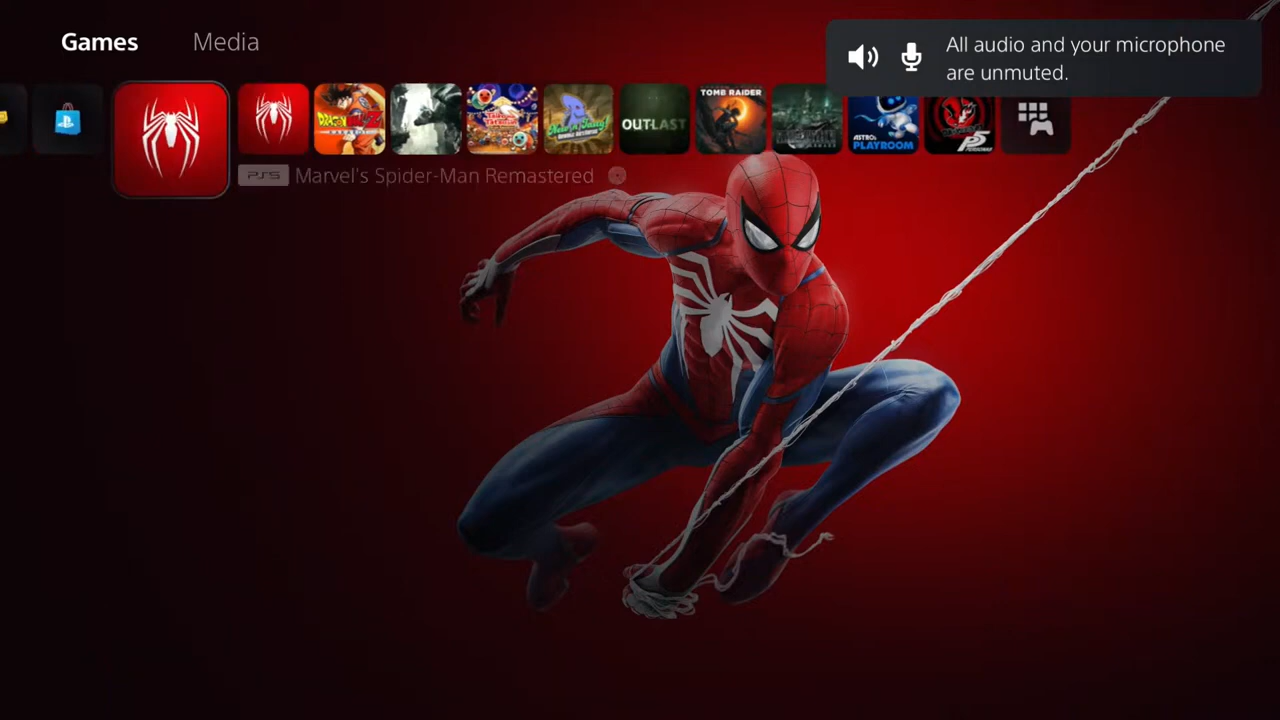 Games
Media
All audio and your microphone
are unmuted.
DRAGON BALL Z
OUTLAST
TOMB RAIDER
ASTRO's
PLAYROOM
P5
PS5
Marvel's Spider-Man Remastered